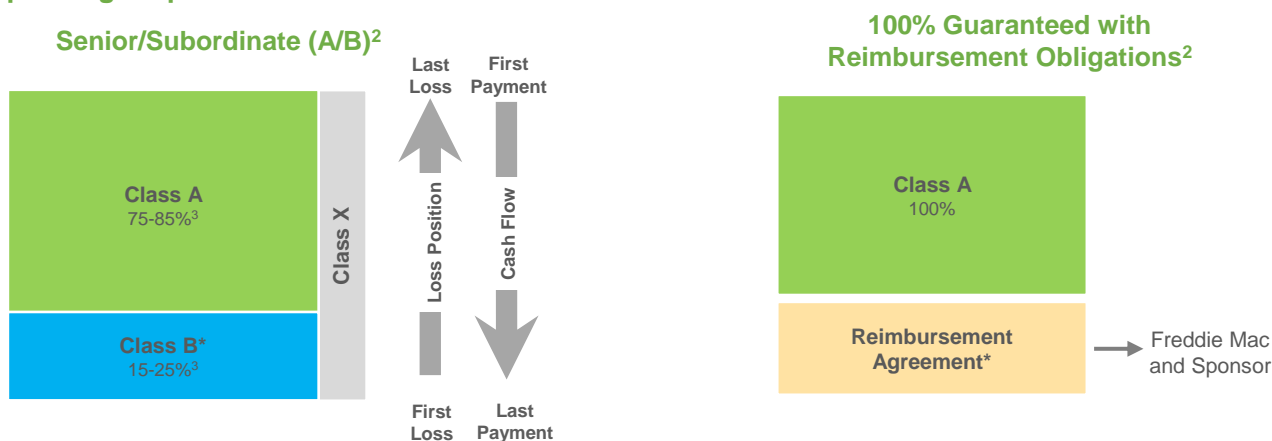 Senior/Subordinate (A/B)²
Class A
75-85%³
Class B*
15-25%³
Class X
Last
Loss
First
Payment
Loss Position
Cash Flow
First
Loss
Last
Payment
100% Guaranteed with
Reimbursement Obligations²
Class A
100%
Reimbursement
Agreement*
Freddie Mac
and Sponsor